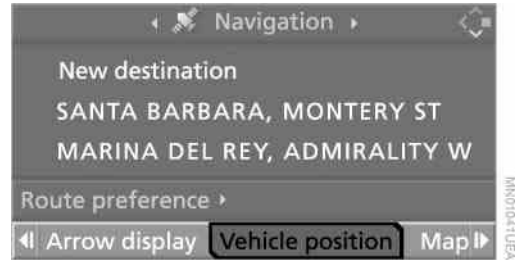 Navigation
New destination
SANTA BARBARA, MONTERY ST
MARINA DEL REY, ADMIRALITY W
Route preference
Arrow display Vehicle position Map
MN01041UEA